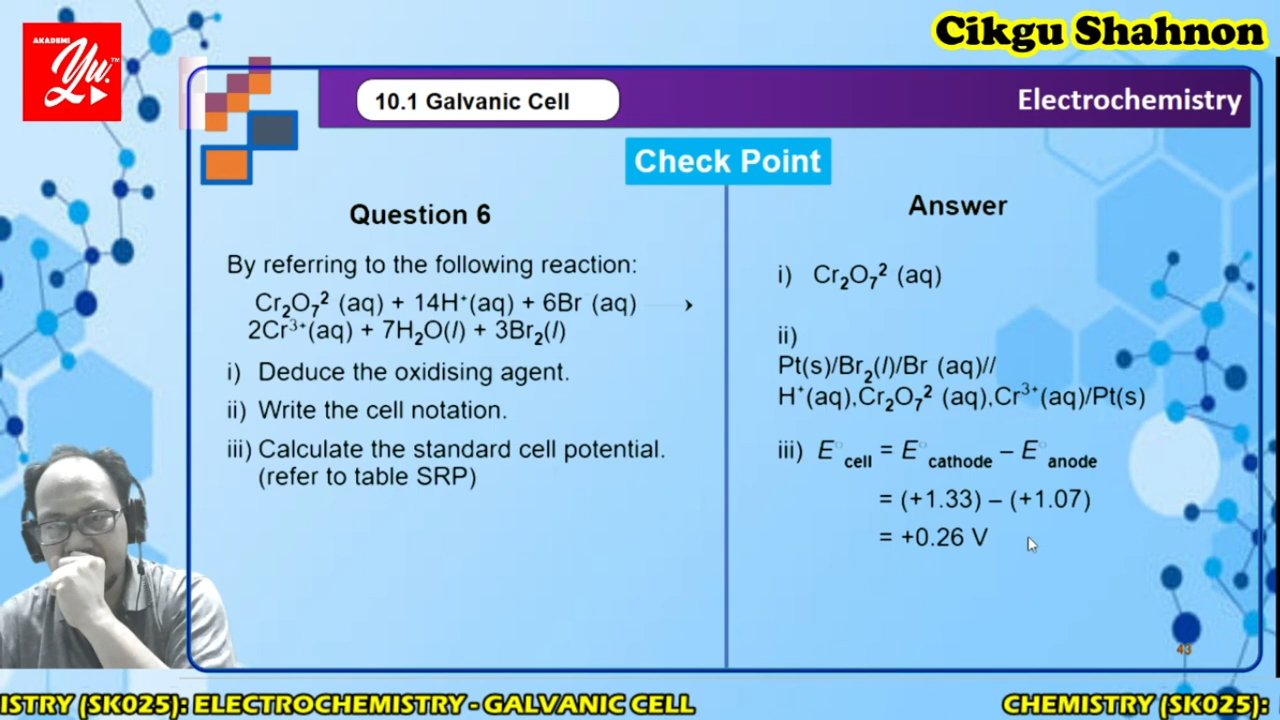 AKADEMI
Yu.™
Cikgu Shahnon
10.1 Galvanic Cell
Electrochemistry
Check Point
Question 6
By referring to the following reaction:
Cr₂O₇² (aq) + 14H⁺(aq) + 6Br (aq) →
2Cr³⁺(aq) + 7H₂O(l) + 3Br₂(l)
i) Deduce the oxidising agent.
ii) Write the cell notation.
iii) Calculate the standard cell potential.
(refer to table SRP)
Answer
i) Cr₂O₇² (aq)
ii)
Pt(s)/Br₂(l)/Br (aq)//
H⁺(aq),Cr₂O₇² (aq),Cr³⁺(aq)/Pt(s)
iii) E° cell = E° cathode – E° anode
= (+1.33) – (+1.07)
= +0.26 V
43
ISTRY (SK025): ELECTROCHEMISTRY - GALVANIC CELL
CHEMISTRY (SK025):